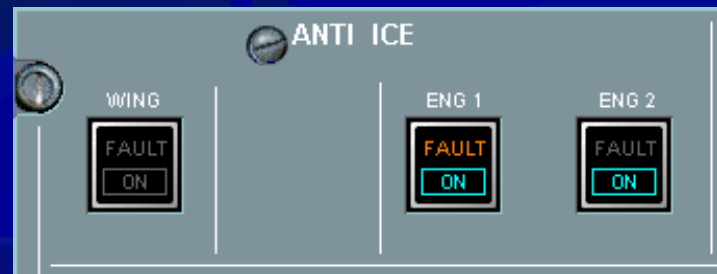 ANTI ICE
WING
ENG 1
ENG 2
FAULT
ON
FAULT
ON
FAULT
ON